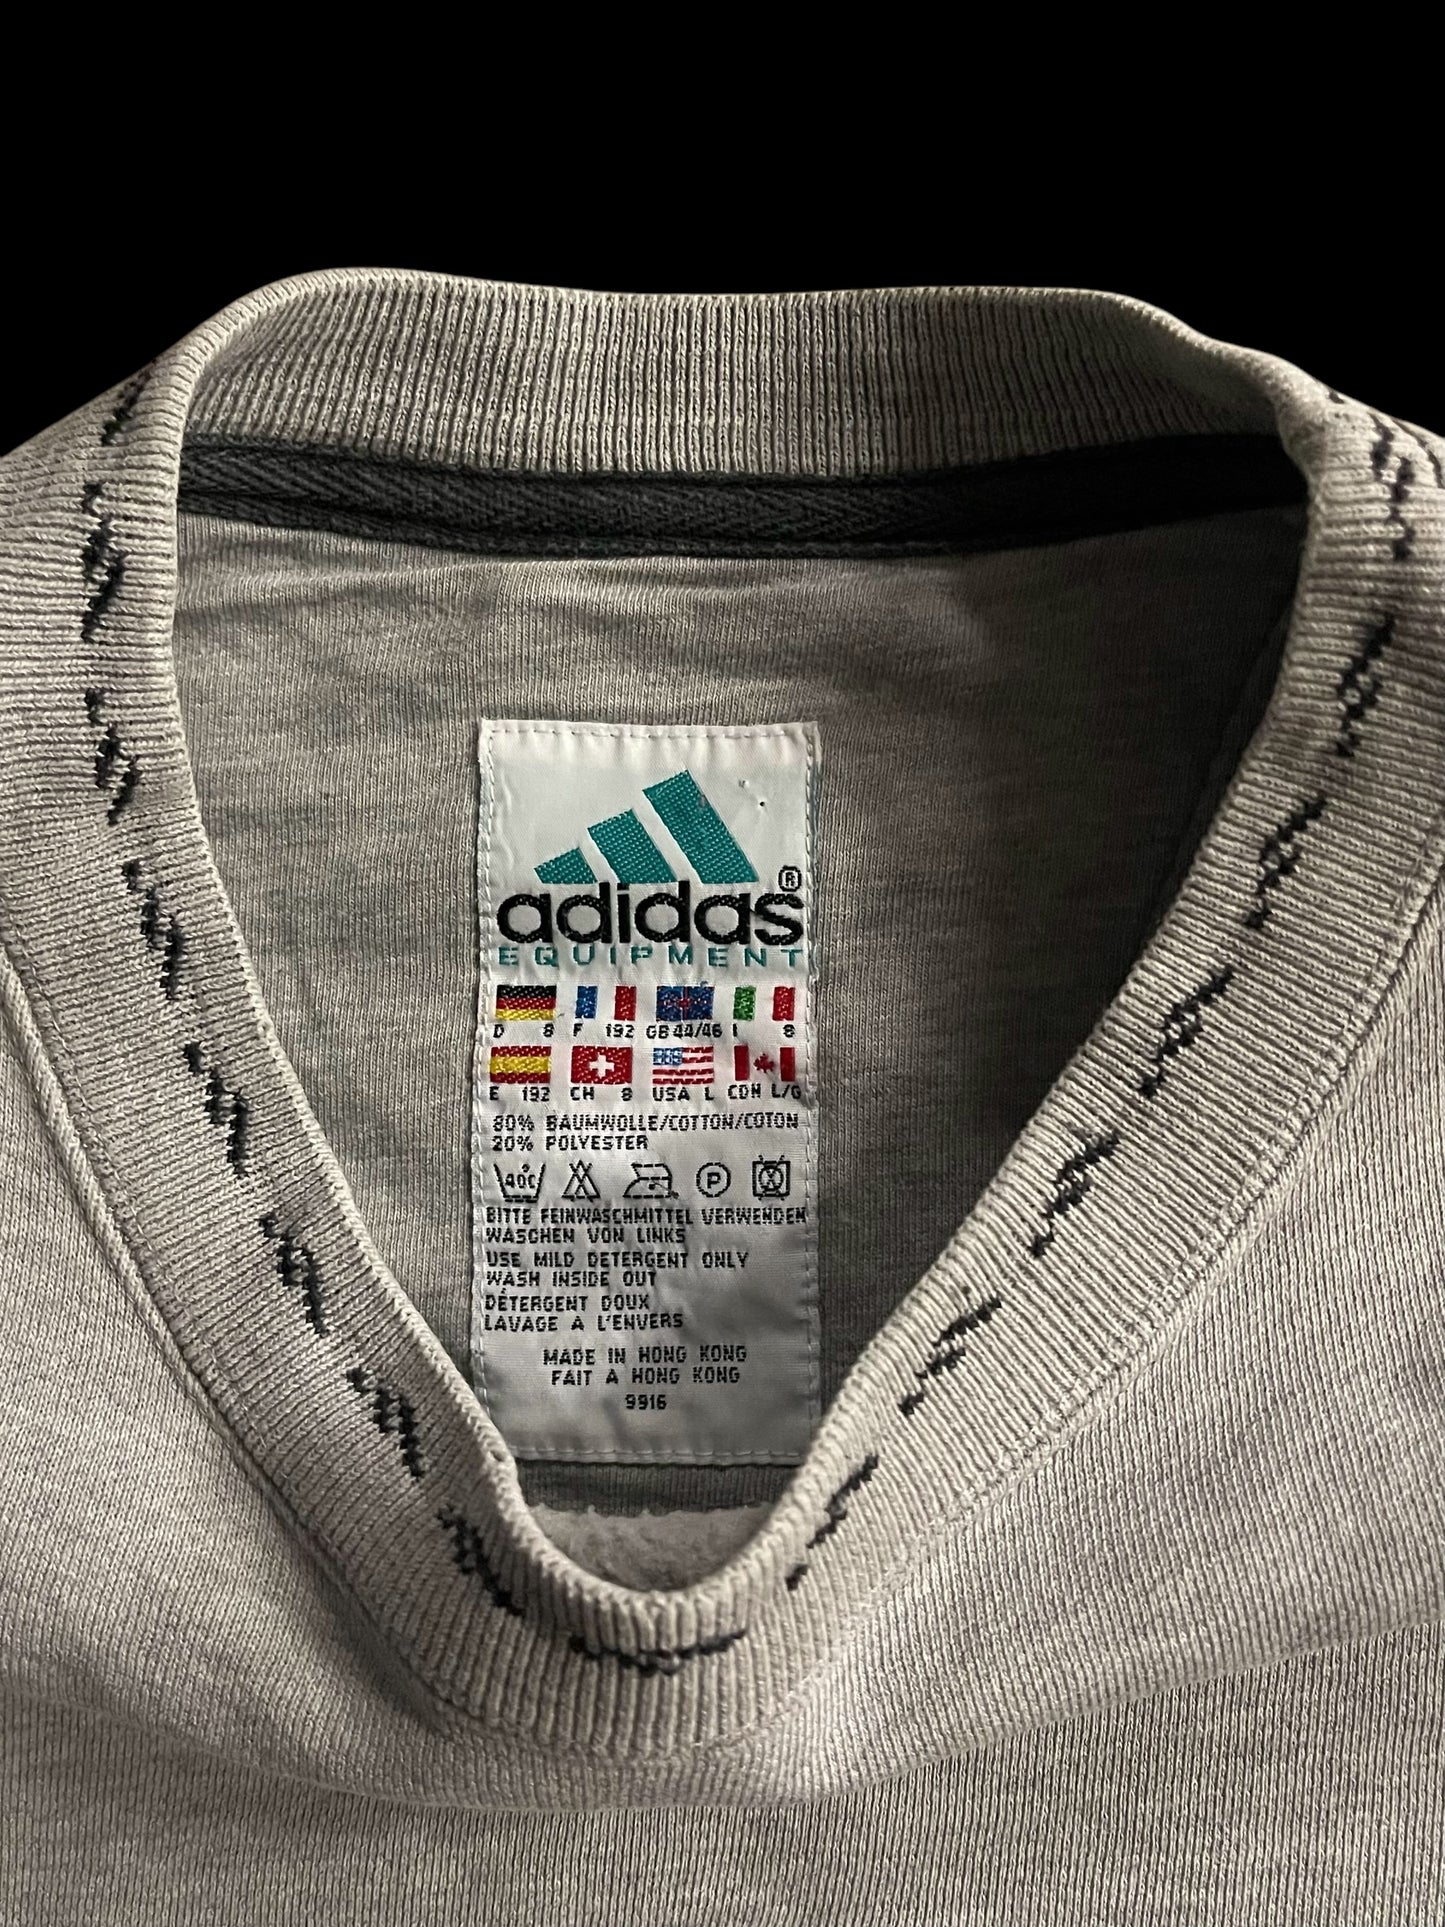 adidas®
EQUIPMENT
D 8 F 192 GB 44/46 I 8
E 192 CH 8 USA L CDN L/G
80% BAUMWOLLE/COTTON/COTON
20% POLYESTER
40C P
BITTE FEINWASCHMITTEL VERWENDEN
WASCHEN VON LINKS
USE MILD DETERGENT ONLY
WASH INSIDE OUT
DÉTERGENT DOUX
LAVAGE A L'ENVERS
MADE IN HONG KONG
FAIT A HONG KONG
9916